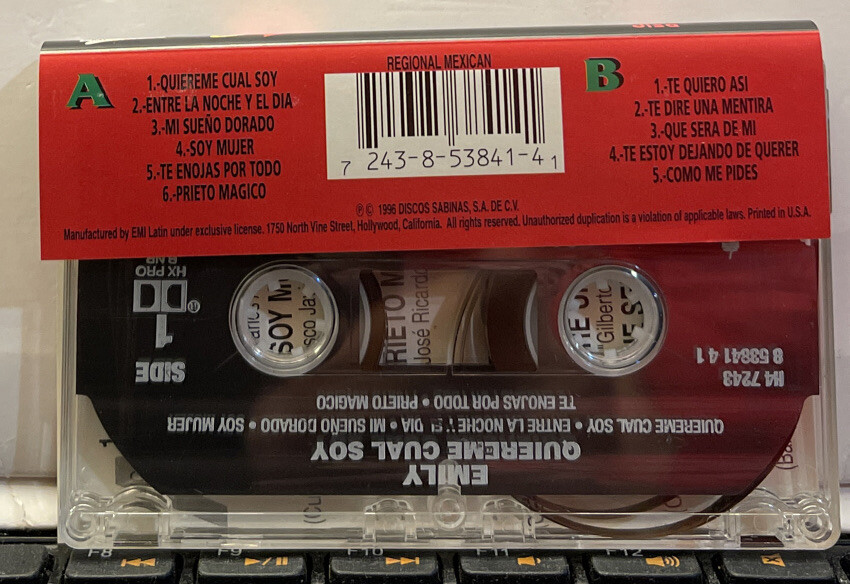 REGIONAL MEXICAN
A
1.-QUIEREME CUAL SOY
2.-ENTRE LA NOCHE Y EL DIA
3.-MI SUEÑO DORADO
4.-SOY MUJER
5.-TE ENOJAS POR TODO
6.-PRIETO MAGICO
7 243-8-53841-4 1
B
1.-TE QUIERO ASI
2.-TE DIRE UNA MENTIRA
3.-QUE SERA DE MI
4.-TE ESTOY DEJANDO DE QUERER
5.-COMO ME PIDES
℗© 1996 DISCOS SABINAS, S.A. DE C.V.
Manufactured by EMI Latin under exclusive license. 1750 North Vine Street, Hollywood, California. All rights reserved. Unauthorized duplication is a violation of applicable laws. Printed in U.S.A.
EMILY
QUIEREME CUAL SOY
QUIEREME CUAL SOY • ENTRE LA NOCHE Y EL DIA • MI SUEÑO DORADO • SOY MUJER
TE ENOJAS POR TODO • PRIETO MAGICO
SIDE
1
HX PRO
B NR
H4 7243
8 53841 4 1
SOY M
RIETO M
José Ricardo
"Gilberto
F8
F9
F10
F11
F12